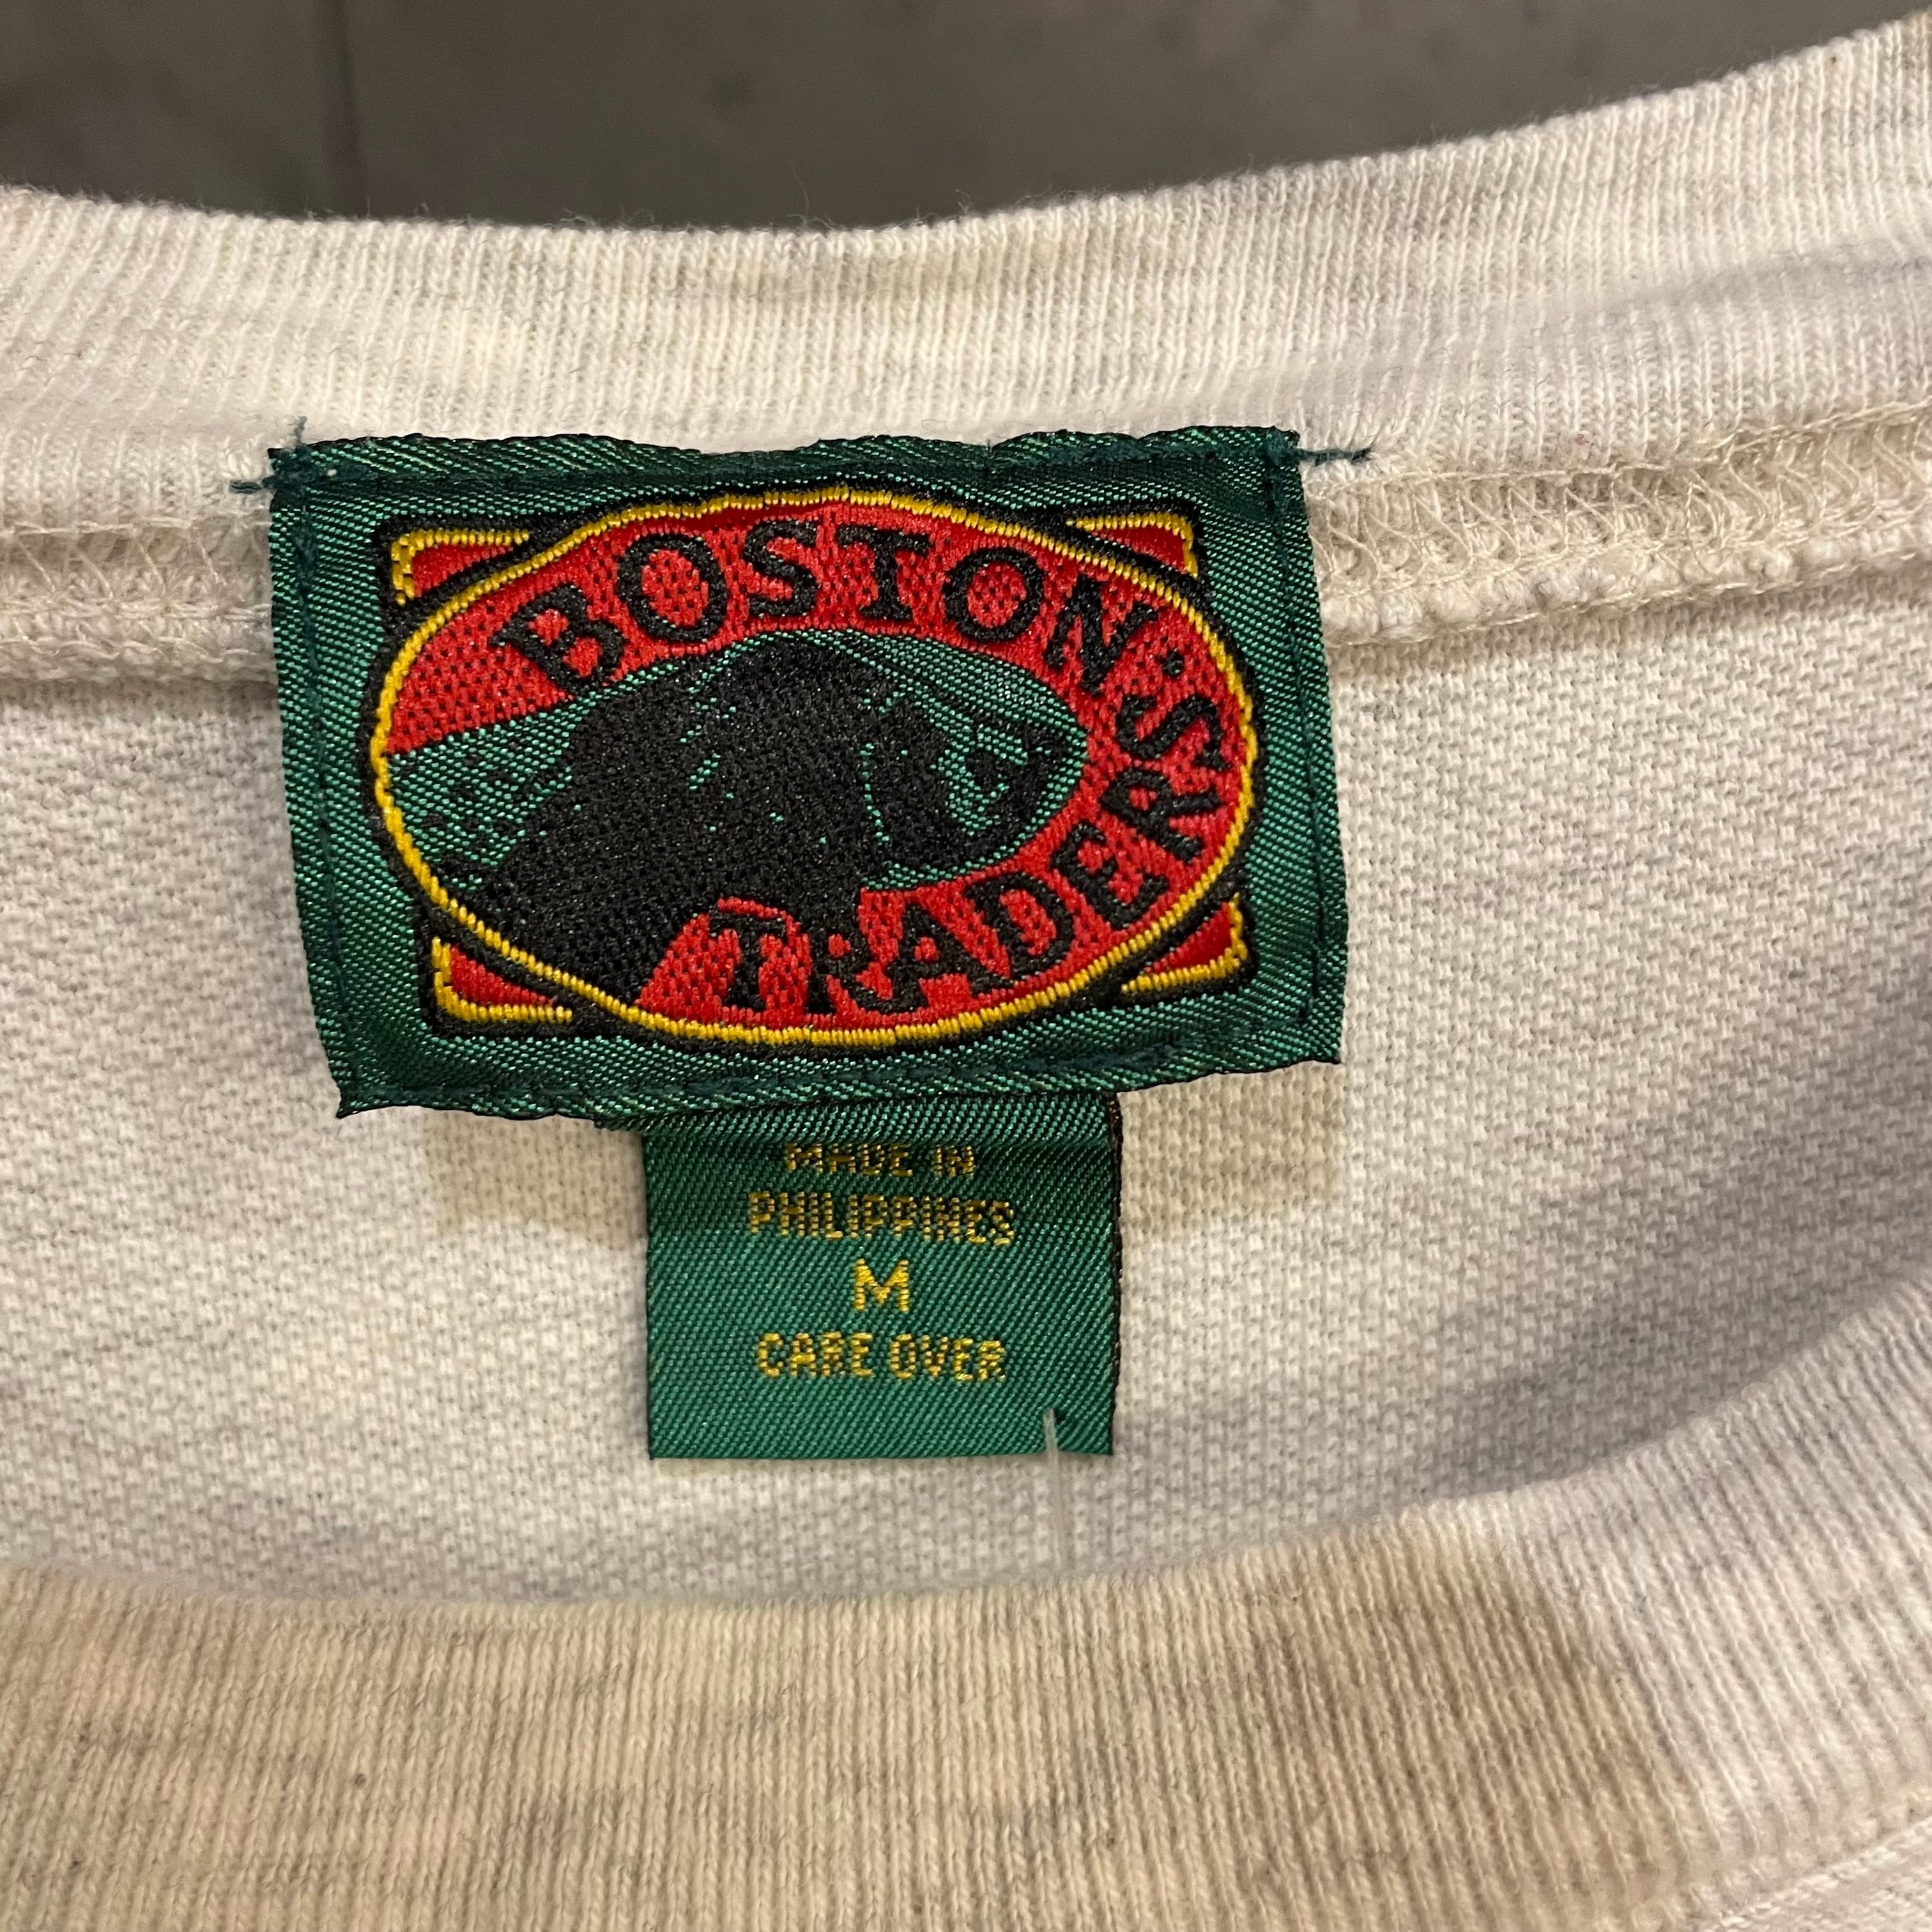 BOSTON
TRADERS
MADE IN
PHILIPPINES
M
CARE OVER